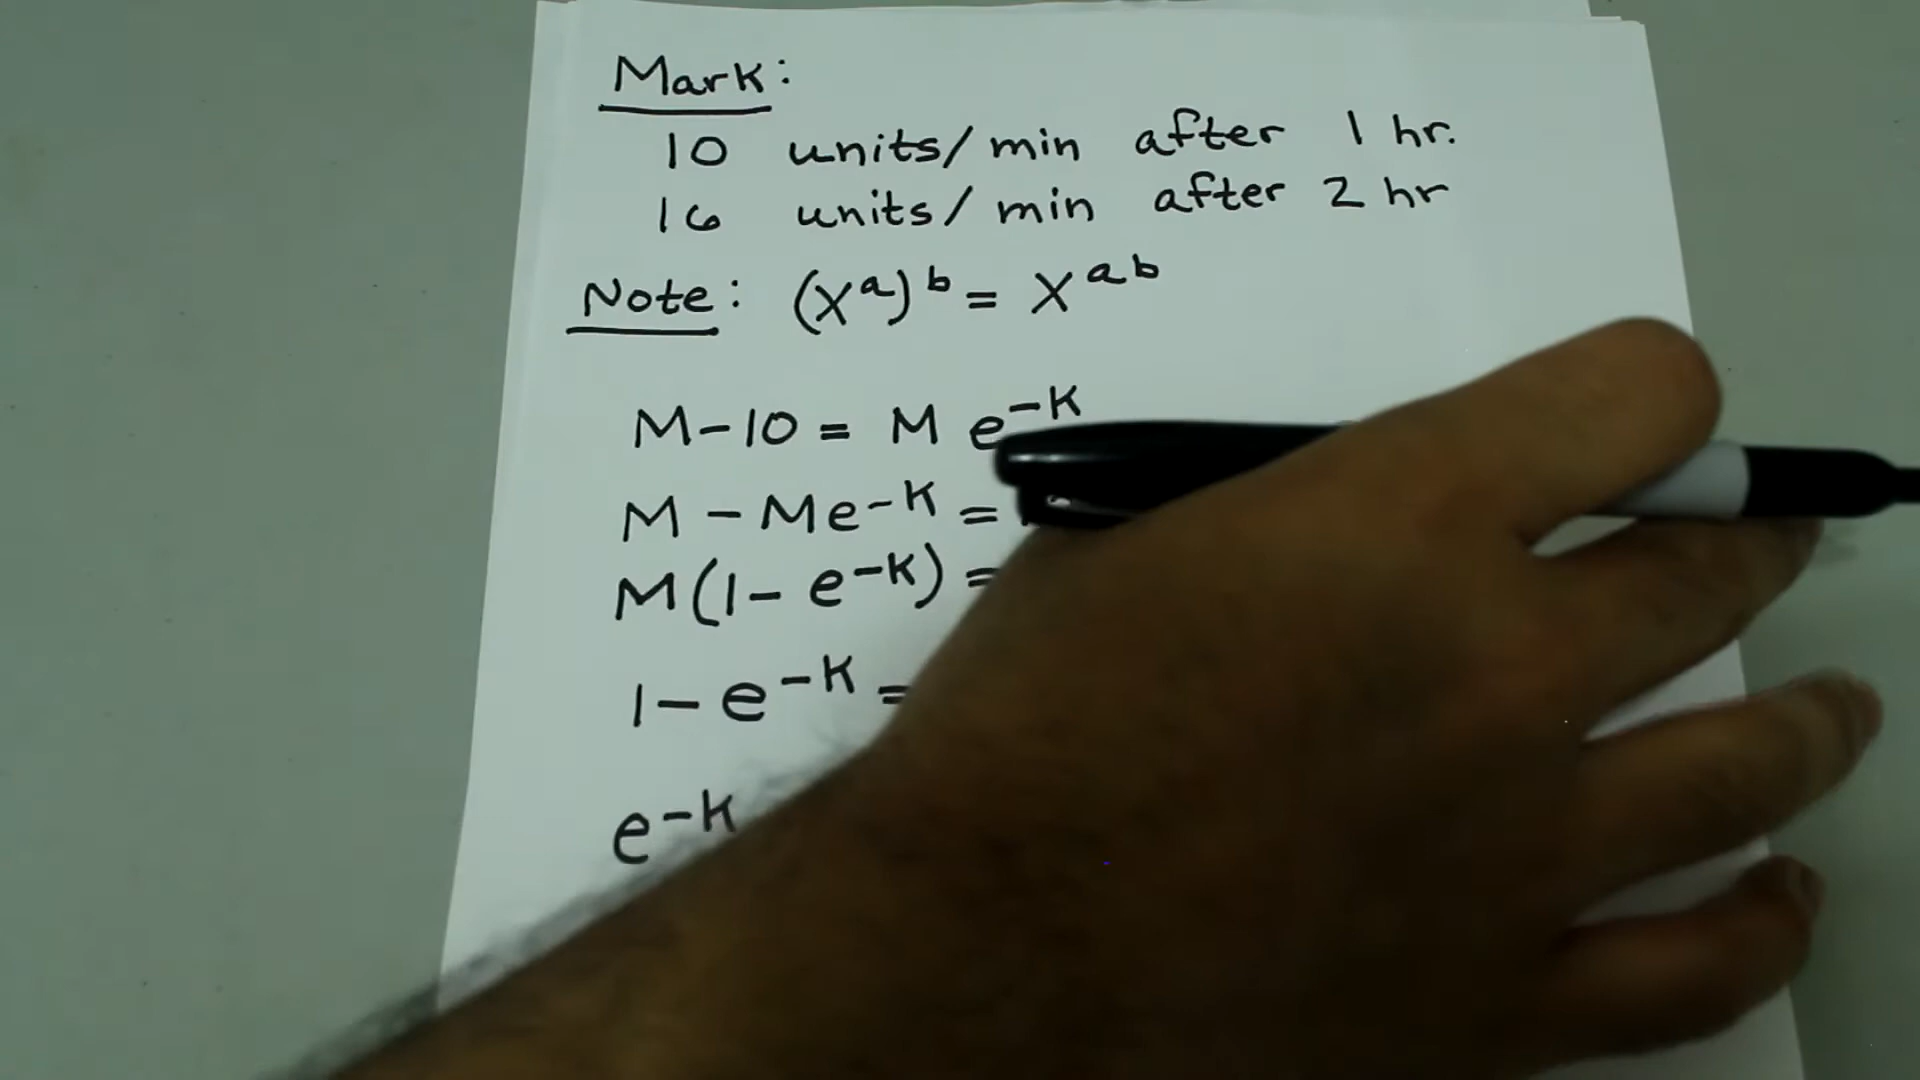 Mark:
10 units/min after 1 hr.
16 units/min after 2 hr
Note: (x^a)^b = x^ab
M-10 = M e^-k
M - Me^-k =
M(1- e^-k) =
1- e^-k =
e^-k